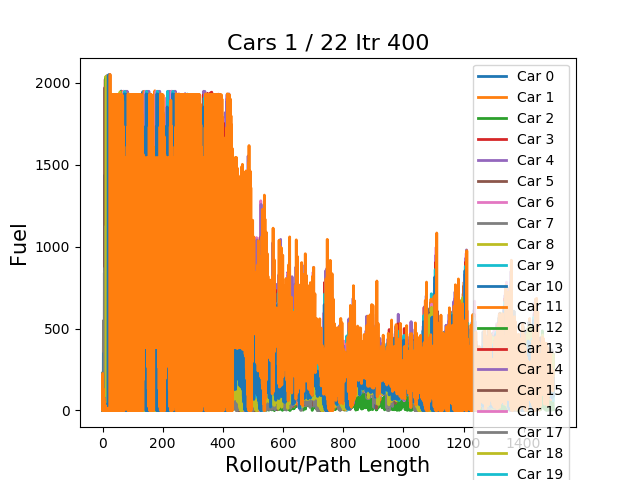 Cars 1 / 22 Itr 400
Fuel
2000
1500
1000
500
0
0
200
400
600
800
1000
1200
1400
Rollout/Path Length
Car 0
Car 1
Car 2
Car 3
Car 4
Car 5
Car 6
Car 7
Car 8
Car 9
Car 10
Car 11
Car 12
Car 13
Car 14
Car 15
Car 16
Car 17
Car 18
Car 19